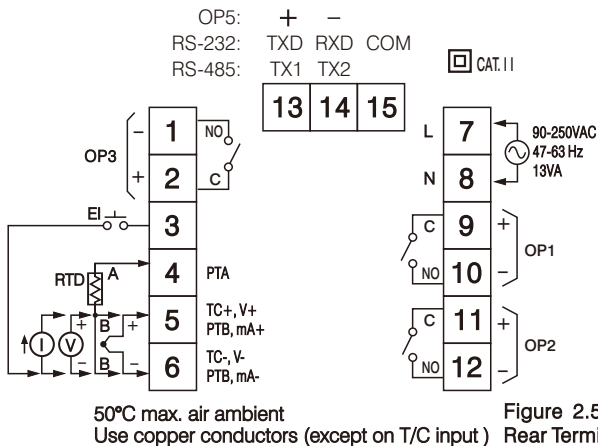 OP5: + −
RS-232: TXD RXD COM
RS-485: TX1 TX2
CAT. II
13 14 15
OP3
− 1 NO
+ 2 C
EI 3
RTD A 4 PTA
I V + B + 5 TC+, V+
PTB, mA+
− B − 6 TC-, V-
PTB, mA-
L 7 90-250VAC
47-63 Hz
N 8 13VA
C 9 +
OP1
NO 10 −
C 11 +
OP2
NO 12 −
50°C max. air ambient
Use copper conductors (except on T/C input )
Figure 2.5
Rear Termi